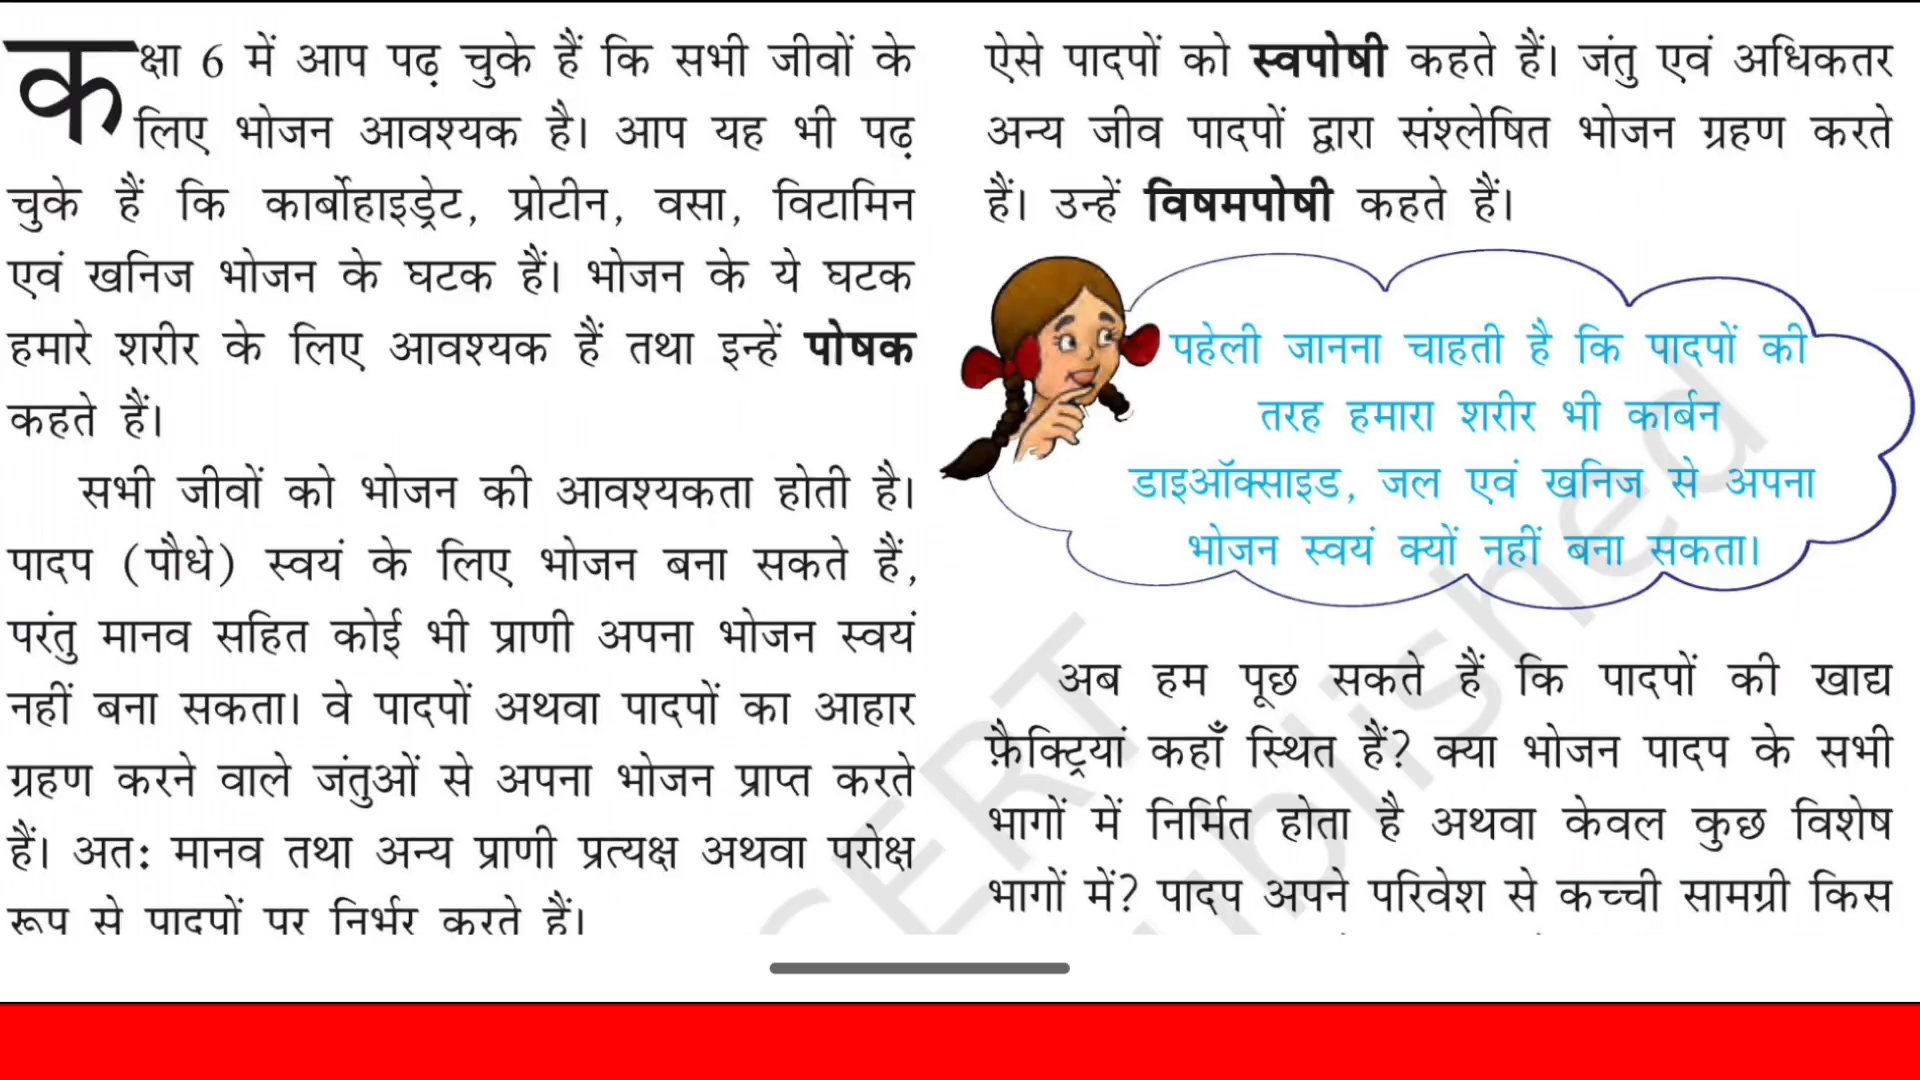 कक्षा 6 में आप पढ़ चुके हैं कि सभी जीवों के
लिए भोजन आवश्यक है। आप यह भी पढ़
चुके हैं कि कार्बोहाइड्रेट, प्रोटीन, वसा, विटामिन
एवं खनिज भोजन के घटक हैं। भोजन के ये घटक
हमारे शरीर के लिए आवश्यक हैं तथा इन्हें पोषक
कहते हैं।
सभी जीवों को भोजन की आवश्यकता होती है।
पादप (पौधे) स्वयं के लिए भोजन बना सकते हैं,
परंतु मानव सहित कोई भी प्राणी अपना भोजन स्वयं
नहीं बना सकता। वे पादपों अथवा पादपों का आहार
ग्रहण करने वाले जंतुओं से अपना भोजन प्राप्त करते
हैं। अतः मानव तथा अन्य प्राणी प्रत्यक्ष अथवा परोक्ष
रूप से पादपों पर निर्भर करते हैं।
ऐसे पादपों को स्वपोषी कहते हैं। जंतु एवं अधिकतर
अन्य जीव पादपों द्वारा संश्लेषित भोजन ग्रहण करते
हैं। उन्हें विषमपोषी कहते हैं।
पहेली जानना चाहती है कि पादपों की
तरह हमारा शरीर भी कार्बन
डाइऑक्साइड, जल एवं खनिज से अपना
भोजन स्वयं क्यों नहीं बना सकता।
अब हम पूछ सकते हैं कि पादपों की खाद्य
फ़ैक्ट्रियां कहाँ स्थित हैं? क्या भोजन पादप के सभी
भागों में निर्मित होता है अथवा केवल कुछ विशेष
भागों में? पादप अपने परिवेश से कच्ची सामग्री किस